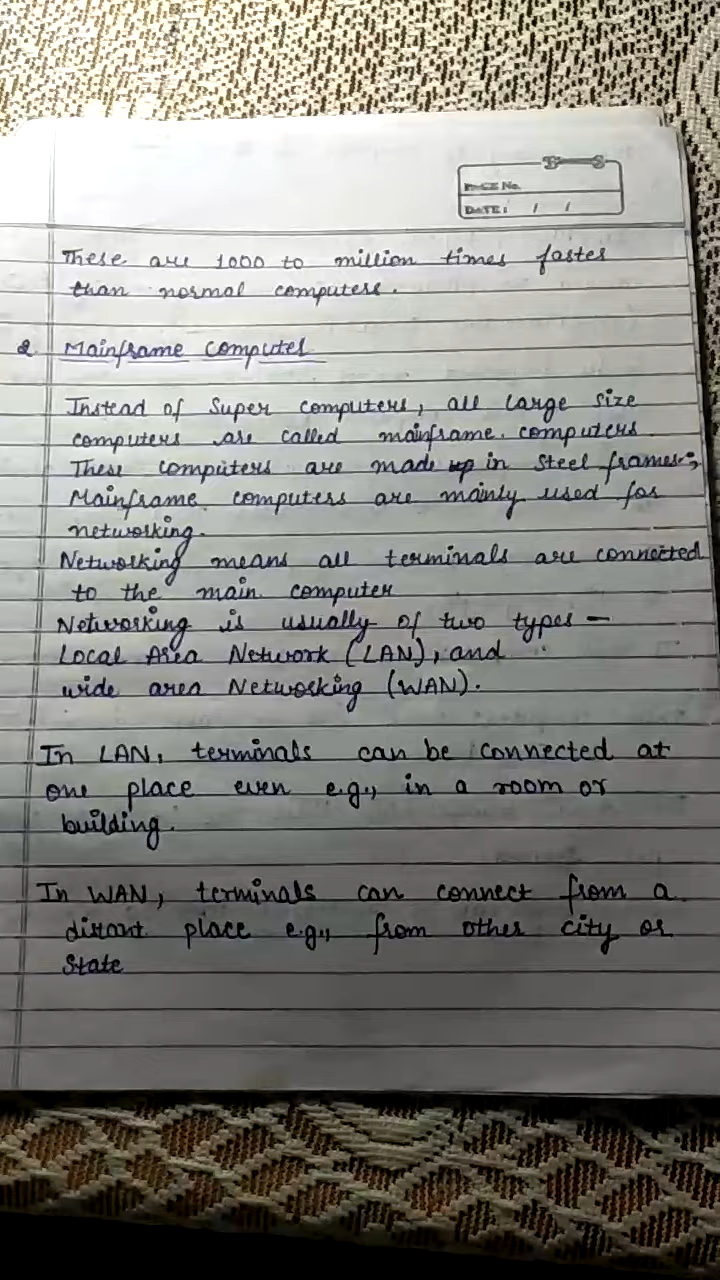 PAGE No.
DATE: / /
These are 1000 to million times faster
than normal computers.
2. Mainframe Computer
Instead of Super computers, all large size
computers are called mainframe. computers
These computers are made up in steel frames,
Mainframe computers are mainly used for
networking.
Networking means all terminals are connected
to the main computer
Networking is usually of two types –
Local Area Network (LAN), and
wide area Networking (WAN).
In LAN, terminals can be connected at
one place even e.g., in a room or
building.
In WAN, terminals can connect from a
distant place e.g., from other city or
State